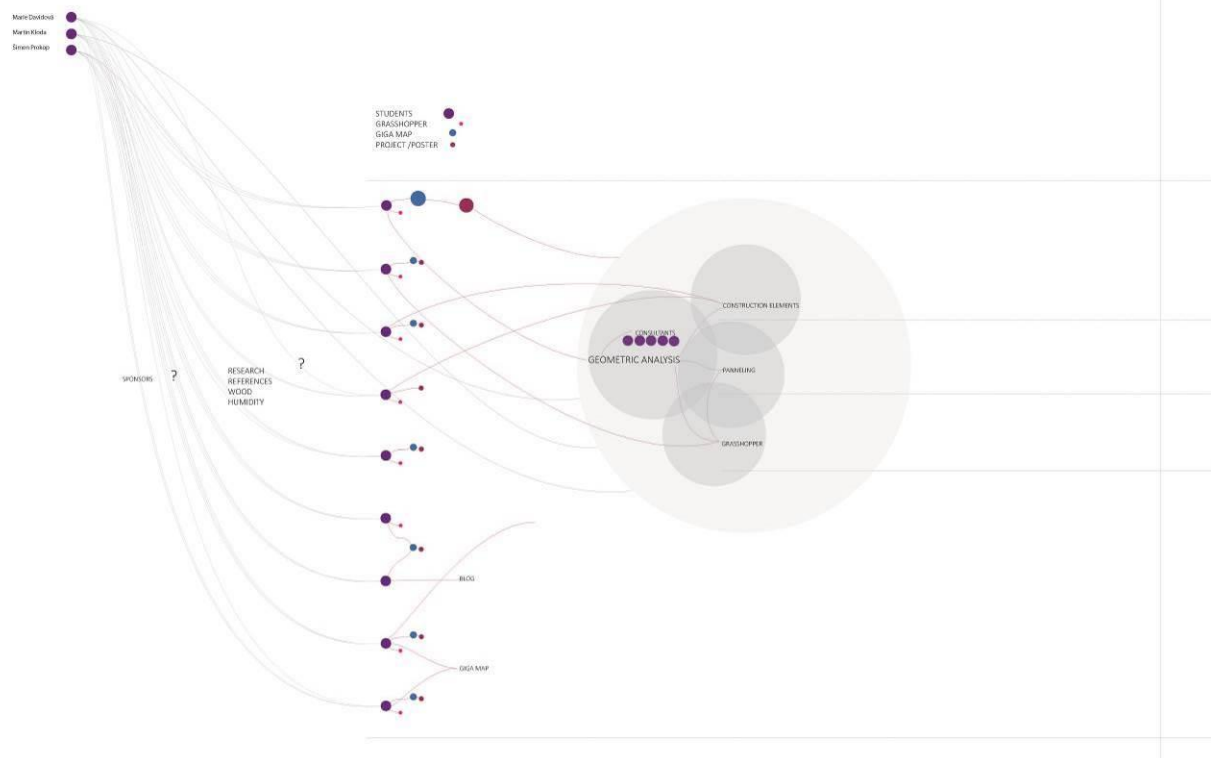 Marie Davidová
Martin Kloda
Šimon Prokop
STUDENTS
GRASSHOPPER
GIGA MAP
PROJECT /POSTER
SPONSORS
?
RESEARCH
REFERENCES
WOOD
HUMIDITY
?
CONSTRUCTION ELEMENTS
CONSULTANTS
GEOMETRIC ANALYSIS
PANNELING
GRASSHOPPER
BLOG
GIGA MAP